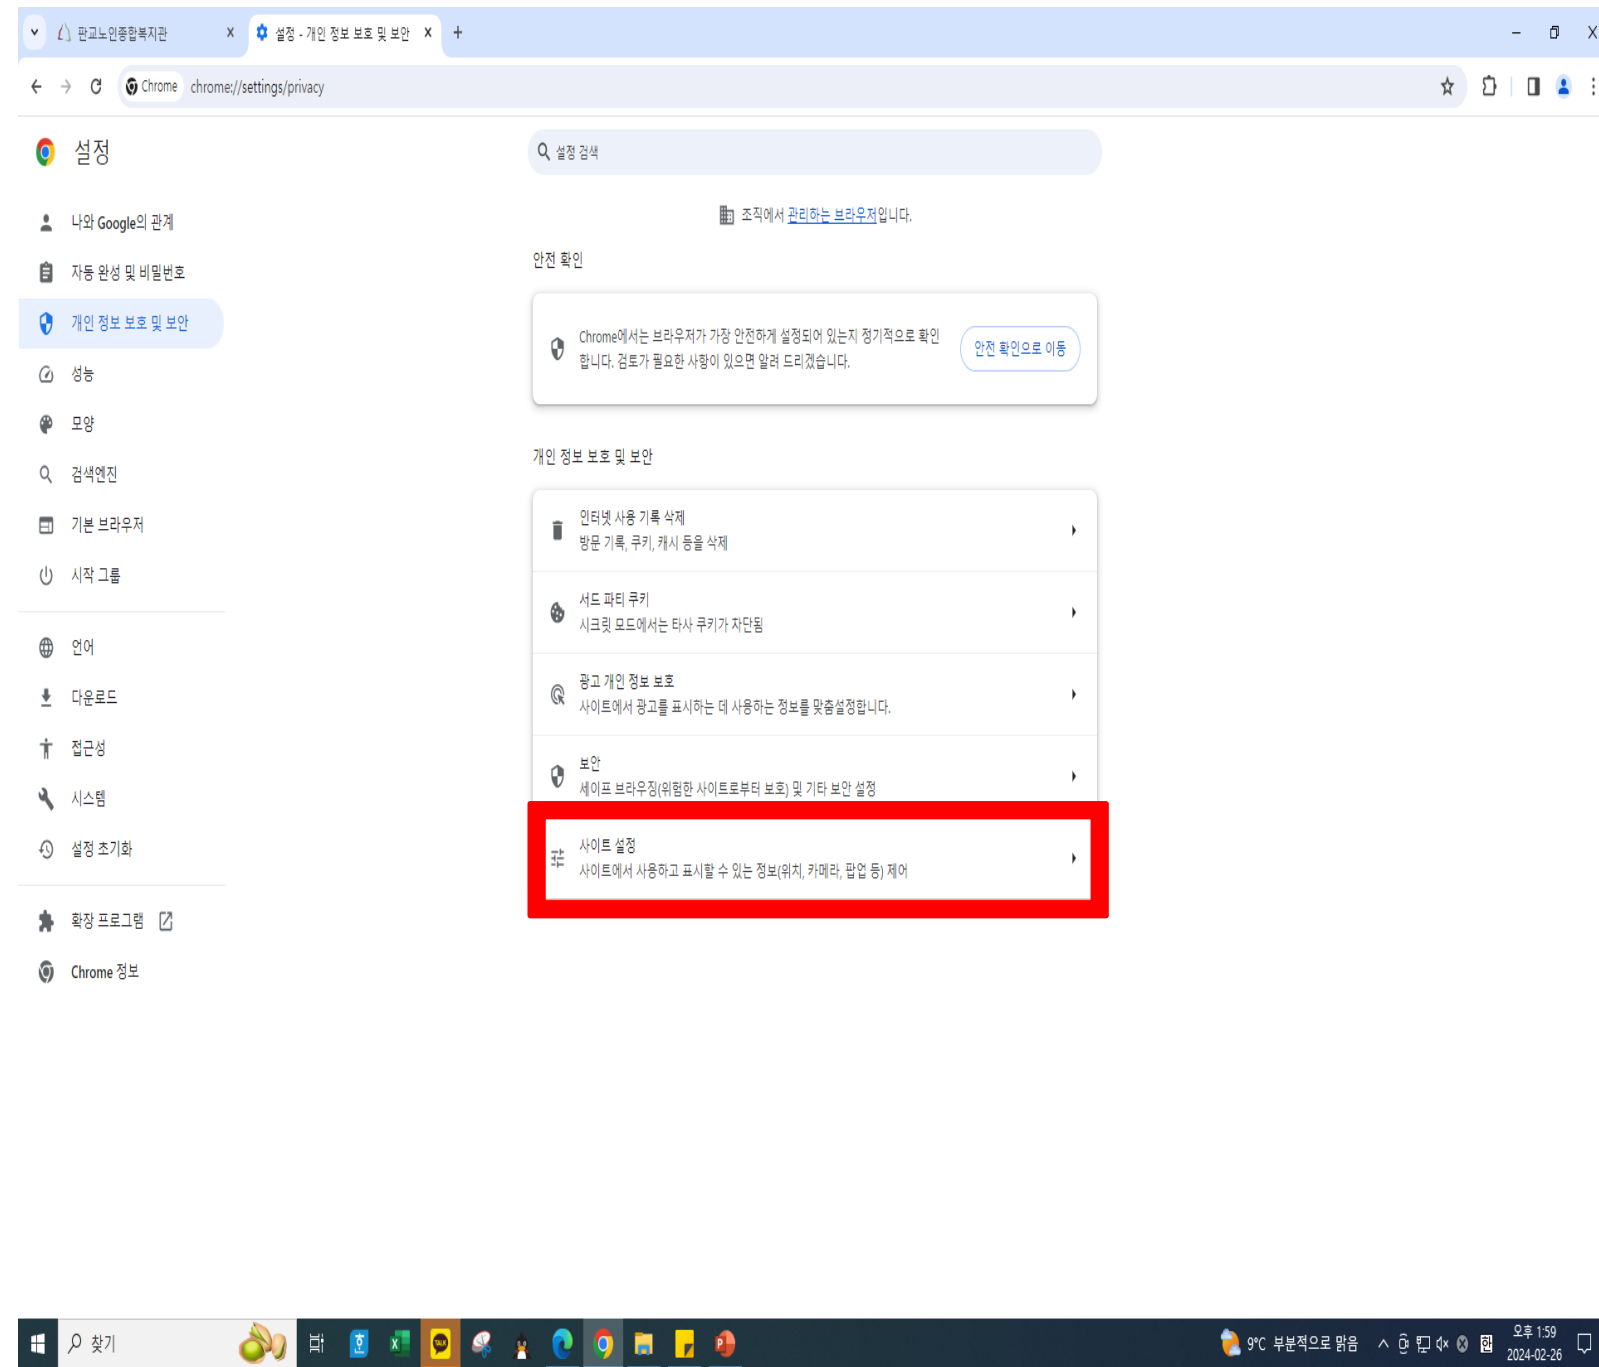 판교노인종합복지관
설정 - 개인 정보 보호 및 보안
Chrome chrome://settings/privacy
설정
설정 검색
조직에서 관리하는 브라우저입니다.
나와 Google의 관계
자동 완성 및 비밀번호
개인 정보 보호 및 보안
성능
모양
검색엔진
기본 브라우저
시작 그룹
언어
다운로드
접근성
시스템
설정 초기화
확장 프로그램
Chrome 정보
안전 확인
Chrome에서는 브라우저가 가장 안전하게 설정되어 있는지 정기적으로 확인
합니다. 검토가 필요한 사항이 있으면 알려 드리겠습니다.
안전 확인으로 이동
개인 정보 보호 및 보안
인터넷 사용 기록 삭제
방문 기록, 쿠키, 캐시 등을 삭제
서드 파티 쿠키
시크릿 모드에서는 타사 쿠키가 차단됨
광고 개인 정보 보호
사이트에서 광고를 표시하는 데 사용하는 정보를 맞춤설정합니다.
보안
세이프 브라우징(위험한 사이트로부터 보호) 및 기타 보안 설정
사이트 설정
사이트에서 사용하고 표시할 수 있는 정보(위치, 카메라, 팝업 등) 제어
찾기
TALK
9°C 부분적으로 맑음
한
오후 1:59
2024-02-26